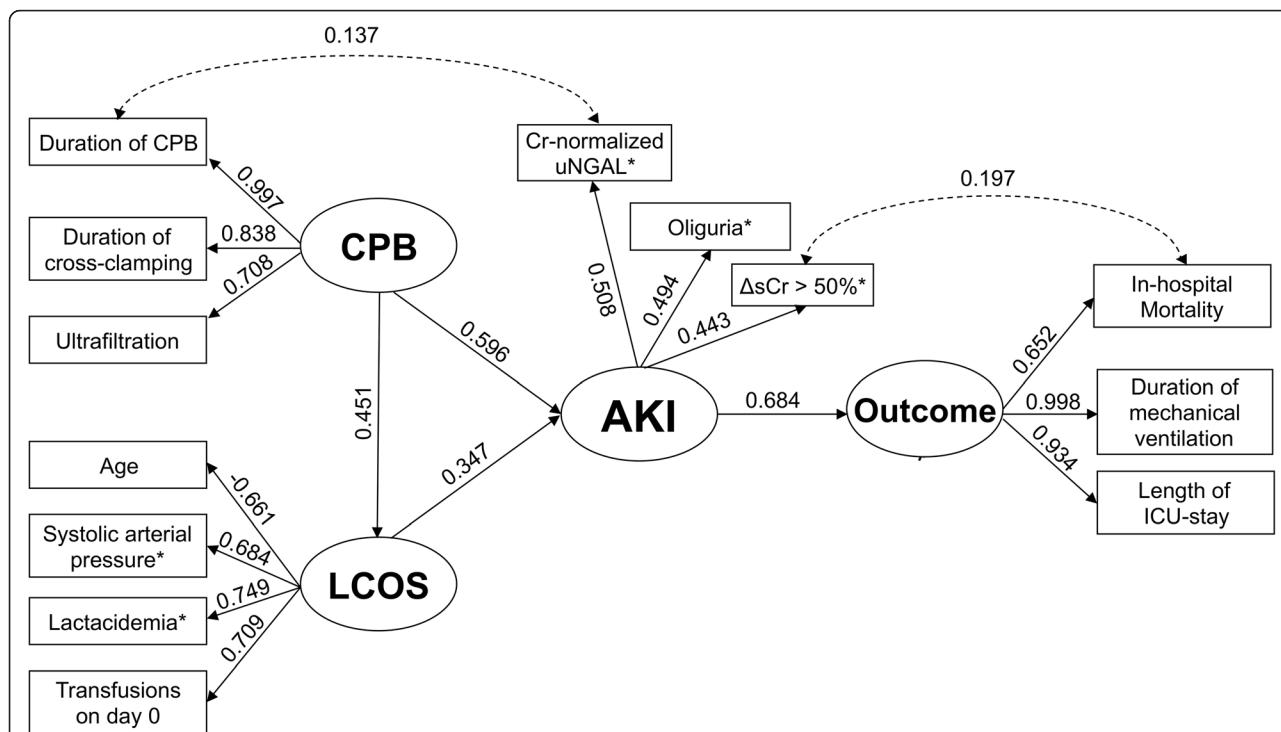 0.137
Duration of CPB
Cr-normalized
uNGAL*
0.197
0.997
Oliguria*
Duration of
cross-clamping
0.838
CPB
ΔsCr > 50%*
In-hospital
Mortality
0.708
0.508
0.494
0.443
Ultrafiltration
0.596
0.652
0.451
AKI
0.684
Outcome
0.998
Duration of
mechanical
ventilation
Age
-0.661
0.347
0.934
Systolic arterial
pressure*
0.684
Length of
ICU-stay
LCOS
0.749
Lactacidemia*
0.709
Transfusions
on day 0